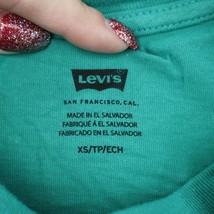 Levi's
SAN FRANCISCO, CAL.
MADE IN EL SALVADOR
FABRIQUÉ À EL SALVADOR
FABRICADO EN EL SALVADOR
XS/TP/ECH